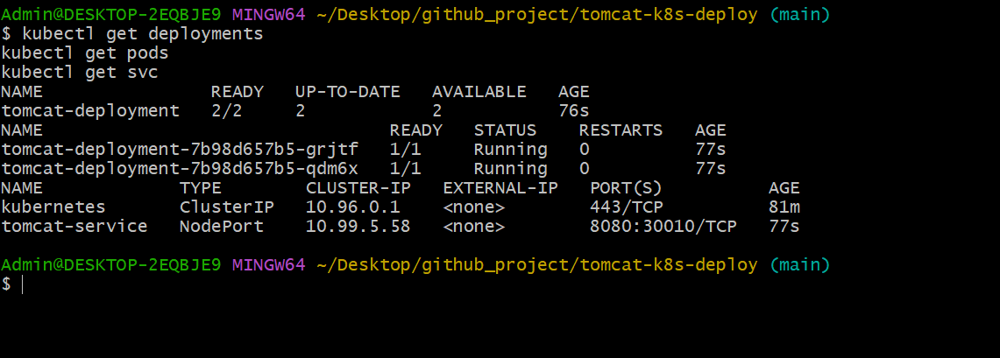 Admin@DESKTOP-2EQBJE9 MINGW64 ~/Desktop/github_project/tomcat-k8s-deploy (main)
$ kubectl get deployments
kubectl get pods
kubectl get svc
NAME                READY   UP-TO-DATE   AVAILABLE   AGE
tomcat-deployment   2/2     2            2           76s
NAME                                 READY   STATUS    RESTARTS   AGE
tomcat-deployment-7b98d657b5-grjtf   1/1     Running   0          77s
tomcat-deployment-7b98d657b5-qdm6x   1/1     Running   0          77s
NAME             TYPE        CLUSTER-IP   EXTERNAL-IP   PORT(S)          AGE
kubernetes       ClusterIP   10.96.0.1    <none>        443/TCP          81m
tomcat-service   NodePort    10.99.5.58   <none>        8080:30010/TCP   77s
Admin@DESKTOP-2EQBJE9 MINGW64 ~/Desktop/github_project/tomcat-k8s-deploy (main)
$